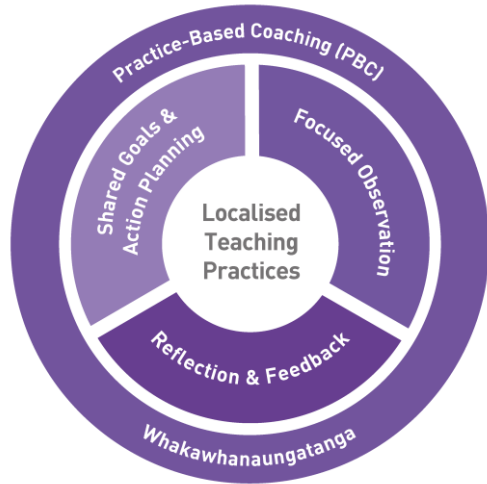 Practice-Based Coaching (PBC)
Shared Goals &
Action Planning
Focused Observation
Localised
Teaching
Practices
Reflection & Feedback
Whakawhanaungatanga